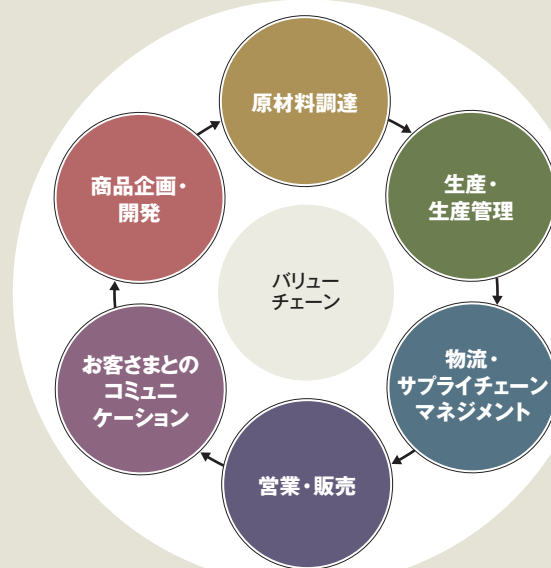 原材料調達
生産・
生産管理
物流・
サプライチェーン
マネジメント
営業・販売
お客さまとの
コミュニ
ケーション
商品企画・
開発
バリュー
チェーン